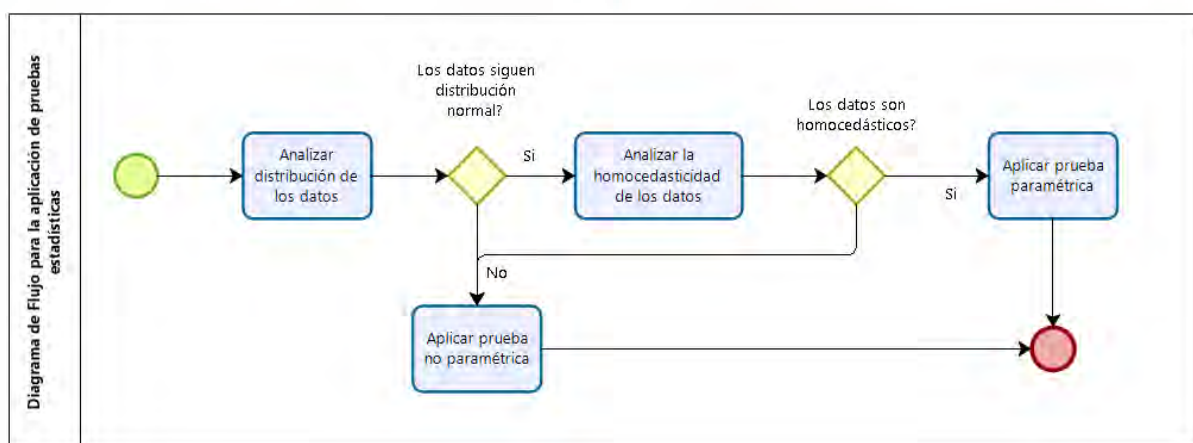 Diagrama de Flujo para la aplicación de pruebas
estadísticas
Los datos siguen
distribución
normal?
Los datos son
homocedásticos?
Analizar
distribución de
los datos
Si
Analizar la
homocedasticidad
de los datos
Si
Aplicar prueba
paramétrica
No
Aplicar prueba
no paramétrica